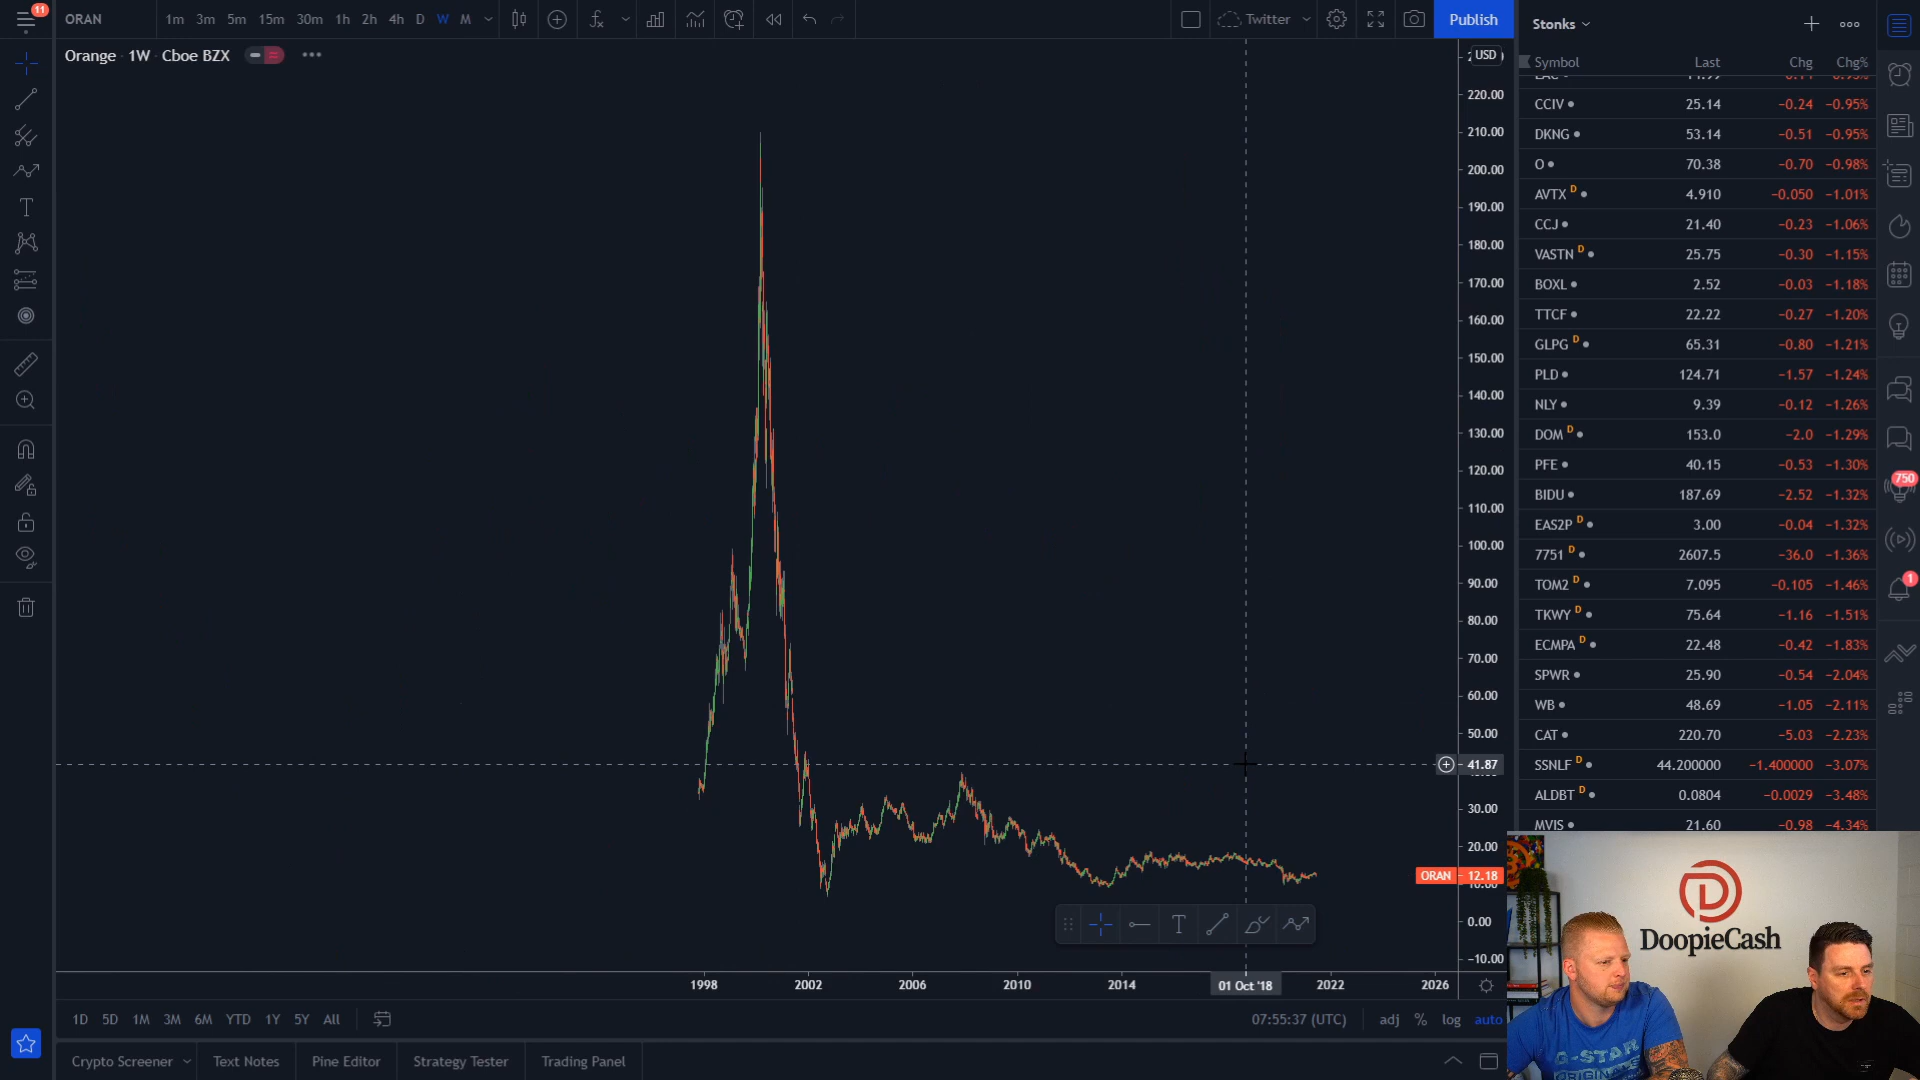 11
ORAN
1m 3m 5m 15m 30m 1h 2h 4h D W M
Twitter
Publish
Orange · 1W · Cboe BZX
USD
220.00
210.00
200.00
190.00
180.00
170.00
160.00
150.00
140.00
130.00
120.00
110.00
100.00
90.00
80.00
70.00
60.00
50.00
41.87
30.00
20.00
ORAN 12.18
10.00
0.00
−10.00
1998 2002 2006 2010 2014 01 Oct '18 2022 2026
1D 5D 1M 3M 6M YTD 1Y 5Y All
07:55:37 (UTC) adj % log auto
Crypto Screener Text Notes Pine Editor Strategy Tester Trading Panel
Stonks
Symbol Last Chg Chg%
CCIV 25.14 −0.24 −0.95%
DKNG 53.14 −0.51 −0.95%
O 70.38 −0.70 −0.98%
AVTX D 4.910 −0.050 −1.01%
CCJ 21.40 −0.23 −1.06%
VASTN D 25.75 −0.30 −1.15%
BOXL 2.52 −0.03 −1.18%
TTCF 22.22 −0.27 −1.20%
GLPG D 65.31 −0.80 −1.21%
PLD 124.71 −1.57 −1.24%
NLY 9.39 −0.12 −1.26%
DOM D 153.0 −2.0 −1.29%
PFE 40.15 −0.53 −1.30%
BIDU 187.69 −2.52 −1.32%
EAS2P D 3.00 −0.04 −1.32%
7751 D 2607.5 −36.0 −1.36%
TOM2 D 7.095 −0.105 −1.46%
TKWY D 75.64 −1.16 −1.51%
ECMPA D 22.48 −0.42 −1.83%
SPWR 25.90 −0.54 −2.04%
WB 48.69 −1.05 −2.11%
CAT 220.70 −5.03 −2.23%
SSNLF D 44.200000 −1.400000 −3.07%
ALDBT D 0.0804 −0.0029 −3.48%
MVIS 21.60 −0.98 −4.34%
750
1
DoopieCash
G-STAR
ORIGINALS